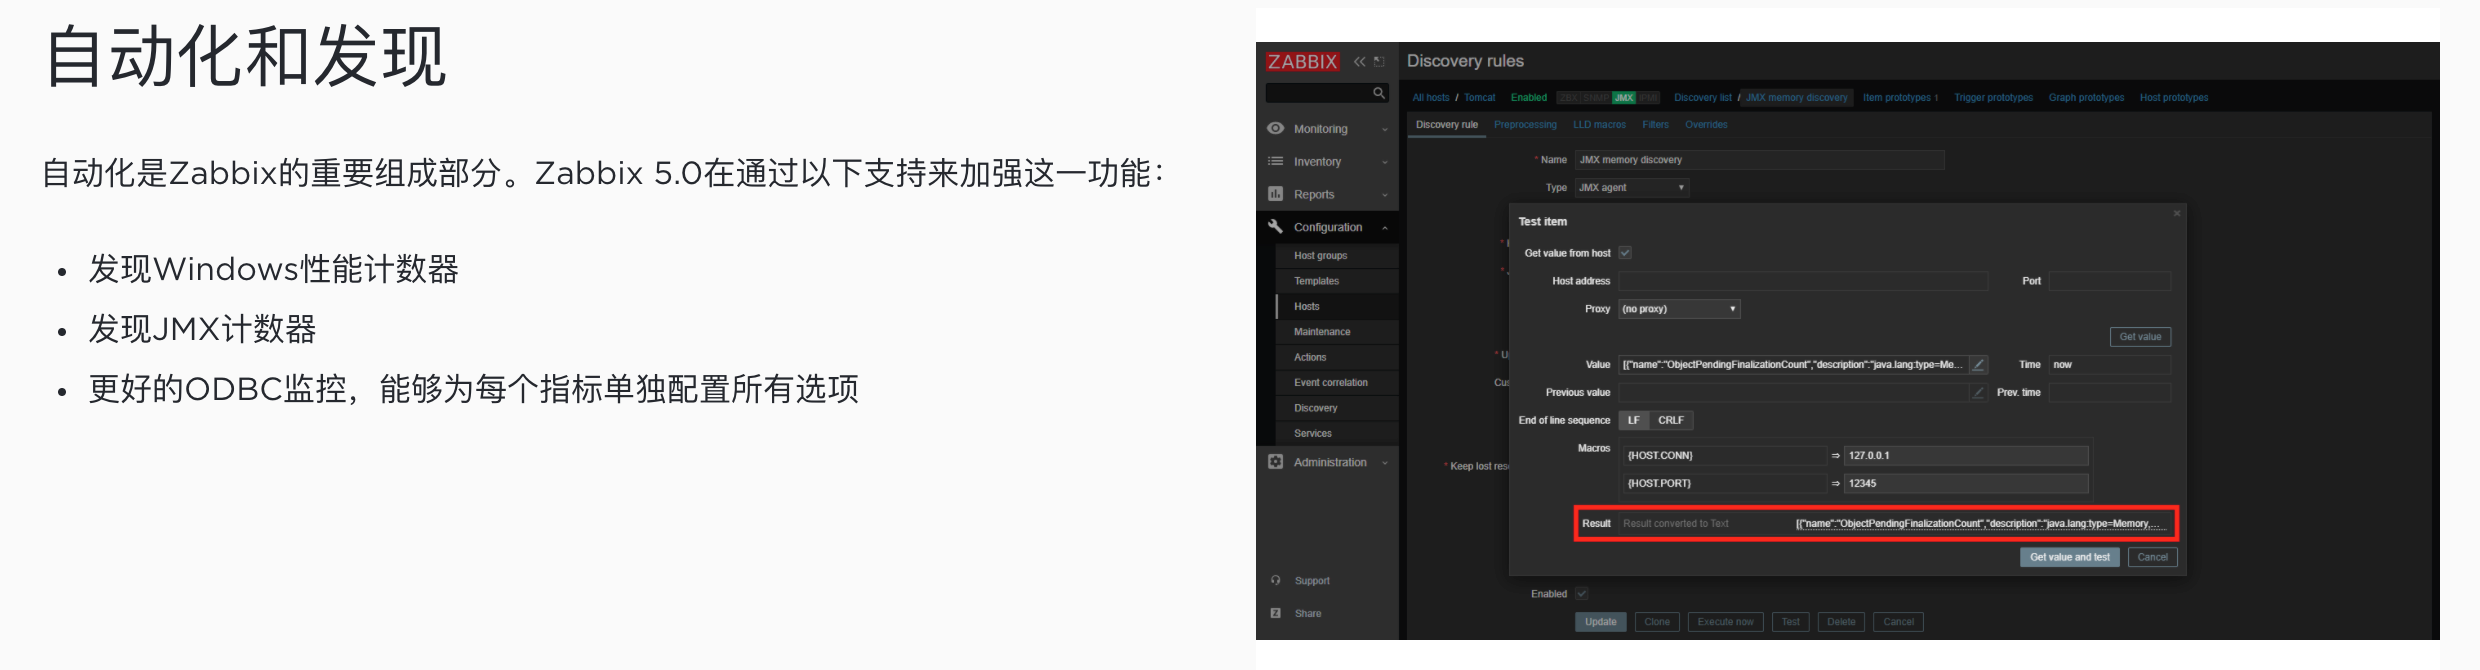 自动化和发现
自动化是Zabbix的重要组成部分。Zabbix 5.0在通过以下支持来加强这一功能：
• 发现Windows性能计数器
• 发现JMX计数器
• 更好的ODBC监控，能够为每个指标单独配置所有选项
ZABBIX
Monitoring
Inventory
Reports
Configuration
Host groups
Templates
Hosts
Maintenance
Actions
Event correlation
Discovery
Services
Administration
Support
Share
Discovery rules
All hosts / Tomcat Enabled ZBX SNMP JMX IPMI Discovery list / JMX memory discovery Item prototypes 1 Trigger prototypes Graph prototypes Host prototypes
Discovery rule Preprocessing LLD macros Filters Overrides
* Name JMX memory discovery
Type JMX agent
Test item
Get value from host
Host address Port
Proxy (no proxy)
Get value
Value [{"name":"ObjectPendingFinalizationCount","description":"java.lang:type=Me... Time now
Previous value Prev. time
End of line sequence LF CRLF
Macros
{HOST.CONN} ⇒ 127.0.0.1
{HOST.PORT} ⇒ 12345
* Keep lost res
Result Result converted to Text [{"name":"ObjectPendingFinalizationCount","description":"java.lang:type=Memory,...
Get value and test Cancel
Enabled
Update Clone Execute now Test Delete Cancel